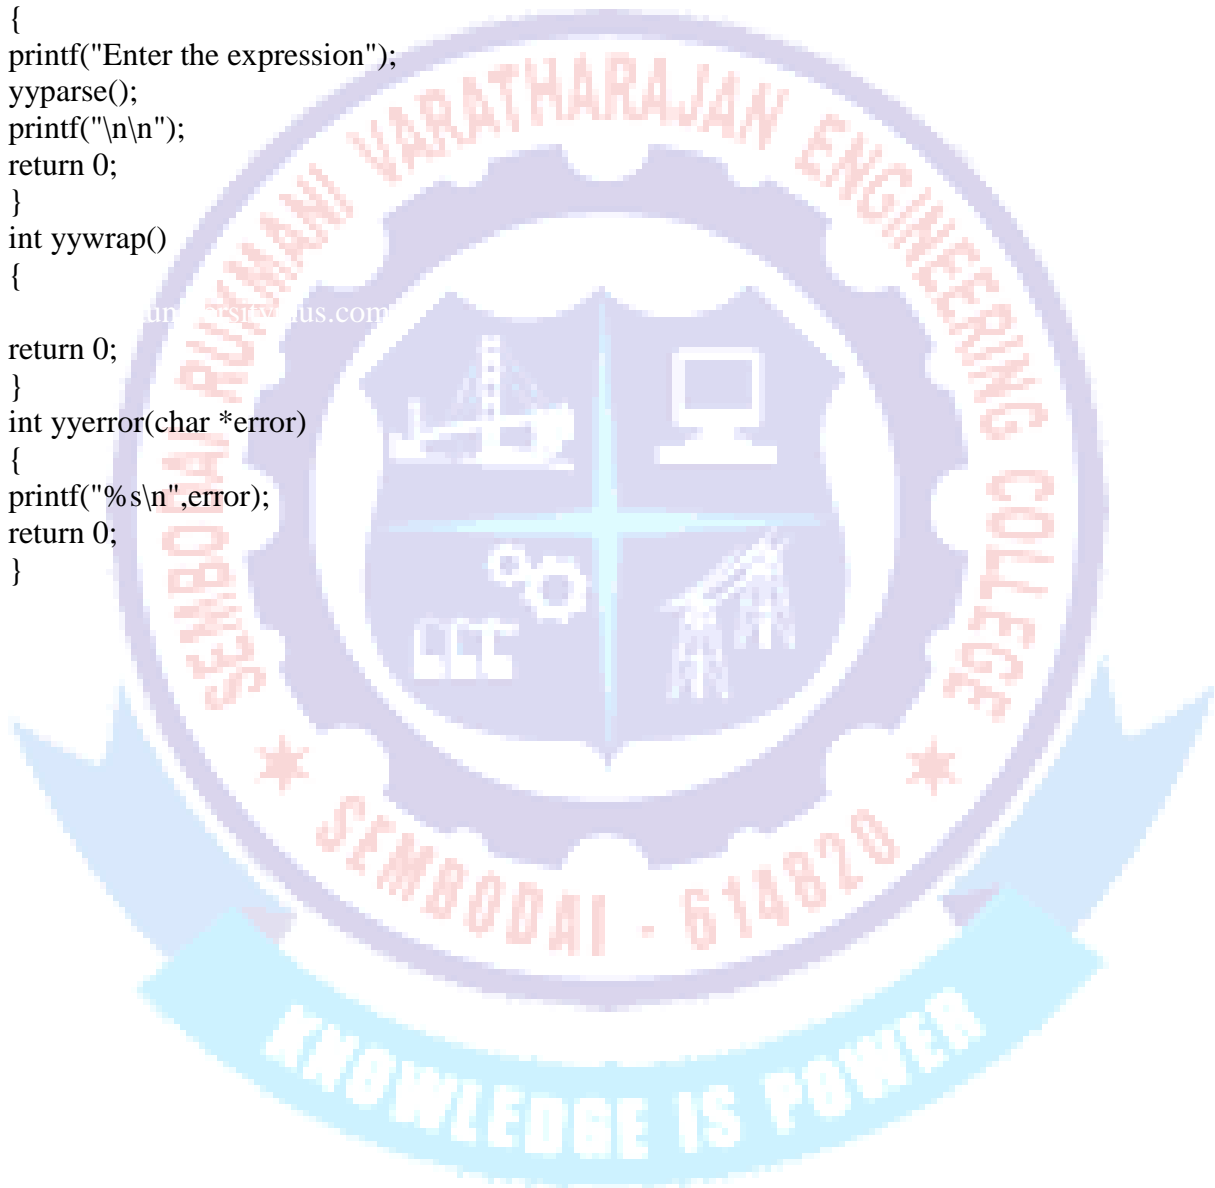 {
printf("Enter the expression");
yyparse();
printf("\n\n");
return 0;
}
int yywrap()
{
return 0;
}
int yyerror(char *error)
{
printf("%s\n",error);
return 0;
}
SEMBODAI RUKMANI VARATHARAJAN ENGINEERING COLLEGE
SEMBODAI - 614820
KNOWLEDGE IS POWER